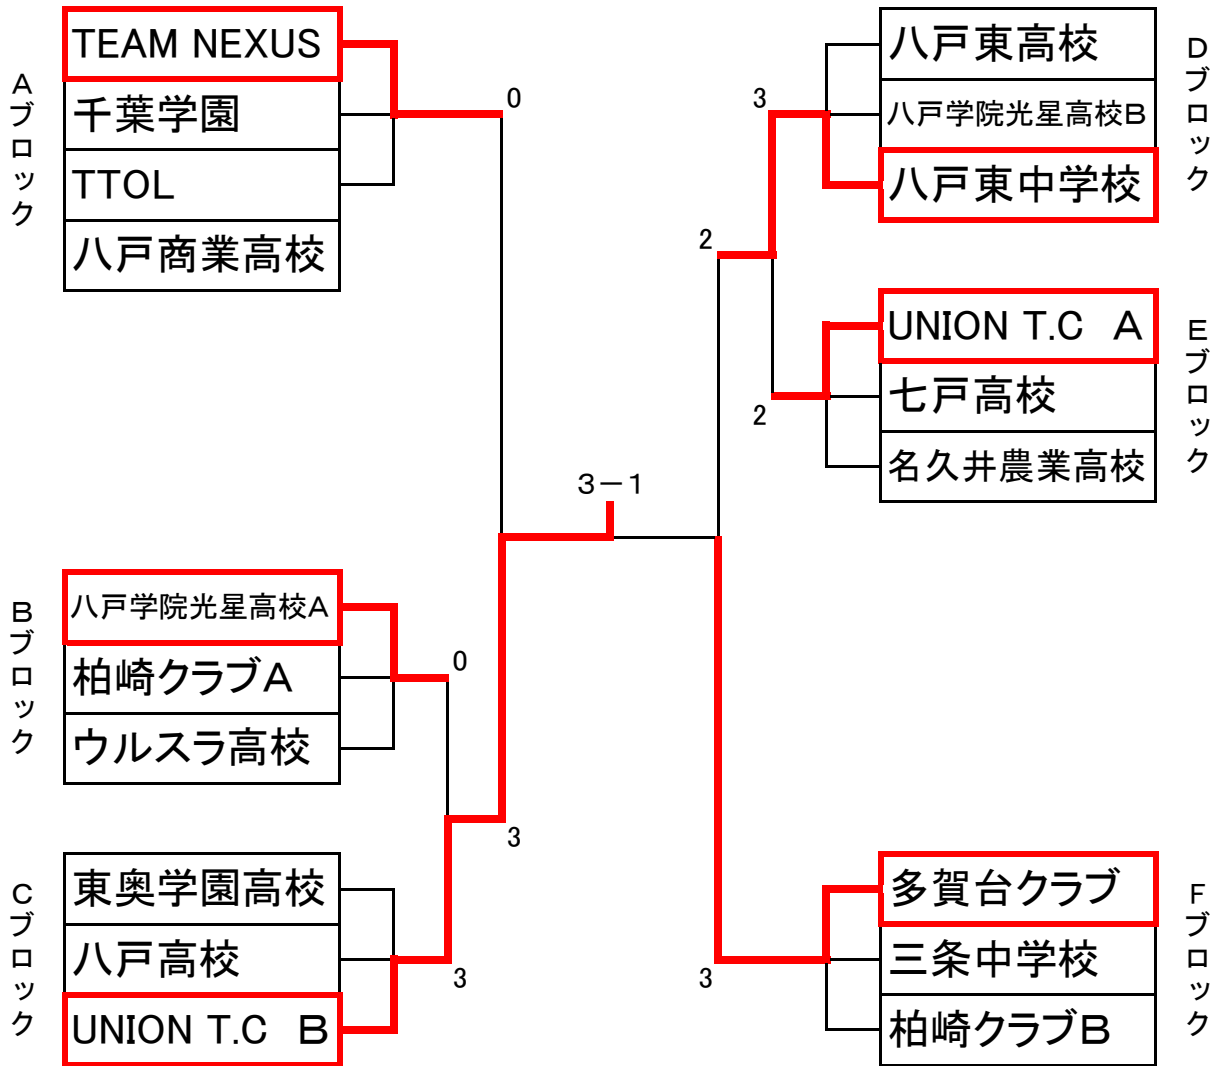 Aブロック
TEAM NEXUS
千葉学園
TTOL
八戸商業高校
0
Bブロック
八戸学院光星高校A
柏崎クラブA
ウルスラ高校
0
3
Cブロック
東奥学園高校
八戸高校
UNION T.C　B
3
3－1
Dブロック
八戸東高校
八戸学院光星高校B
八戸東中学校
3
2
Eブロック
UNION T.C　A
七戸高校
名久井農業高校
2
Fブロック
多賀台クラブ
三条中学校
柏崎クラブB
3